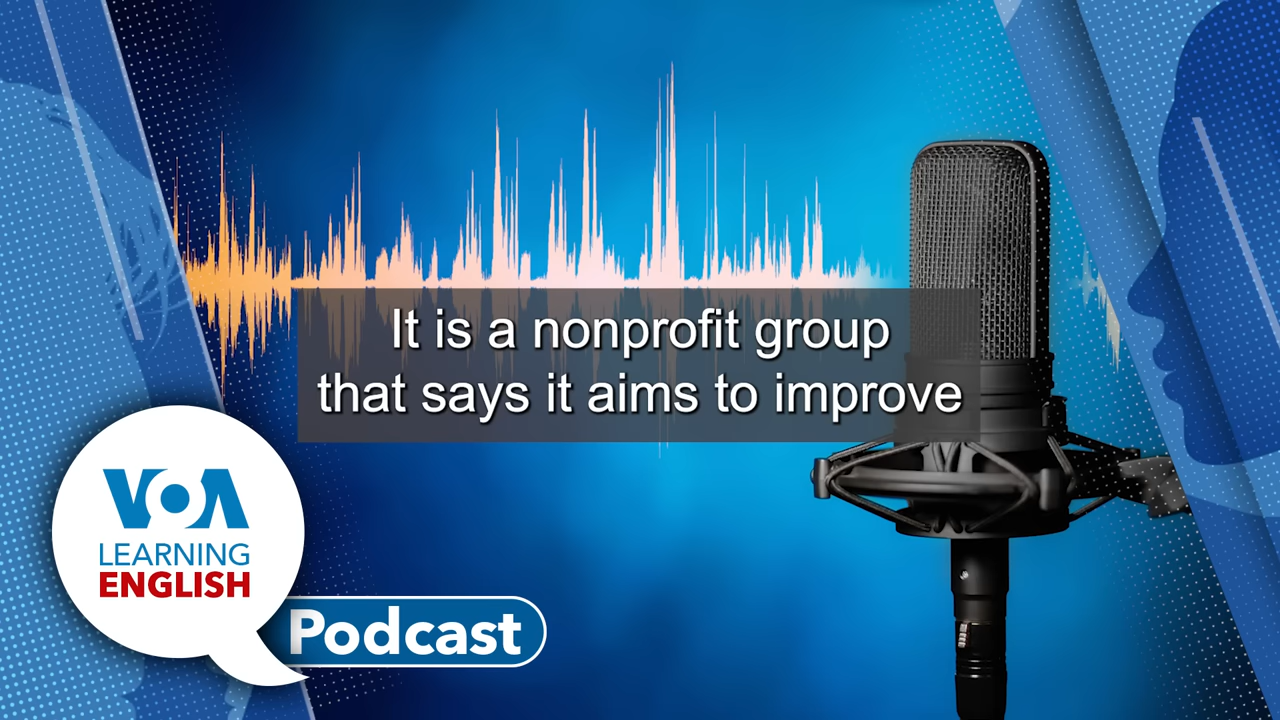 It is a nonprofit group
that says it aims to improve
VOA
LEARNING
ENGLISH
Podcast